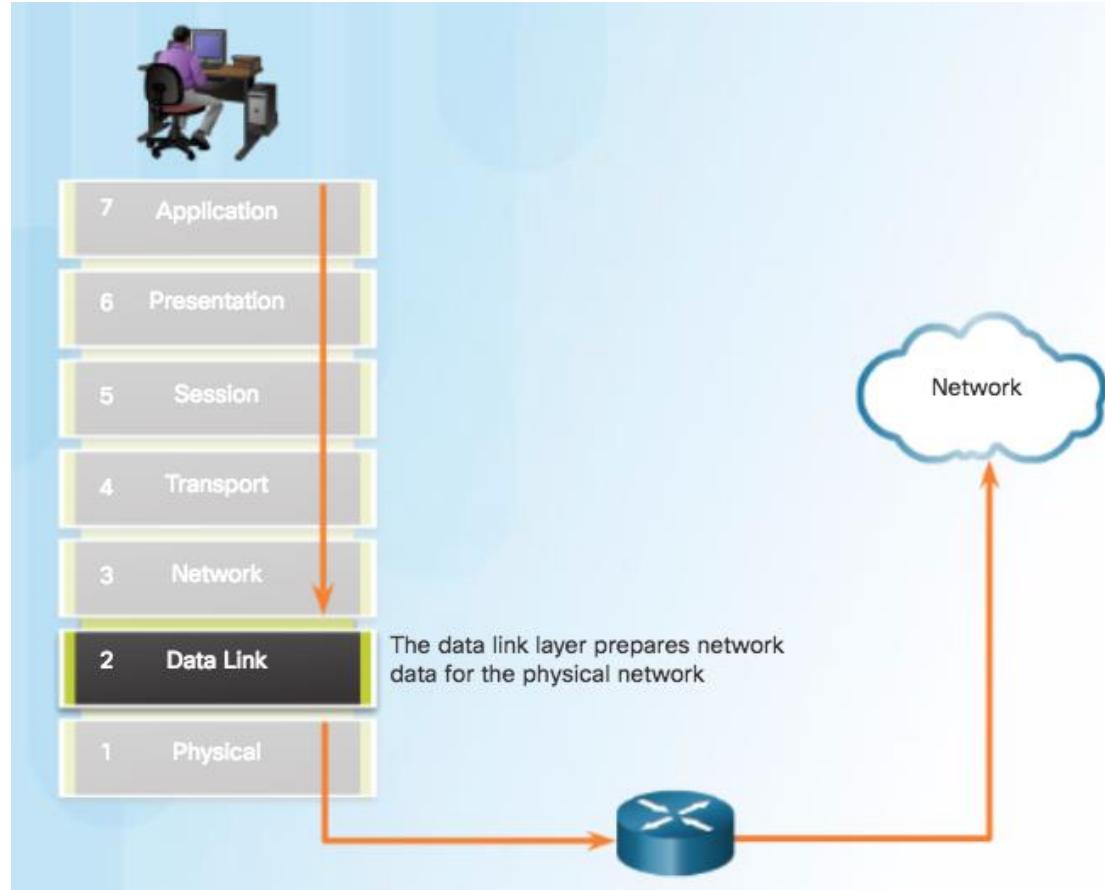 7 Application
6 Presentation
5 Session
4 Transport
3 Network
2 Data Link
The data link layer prepares network
data for the physical network
1 Physical
Network